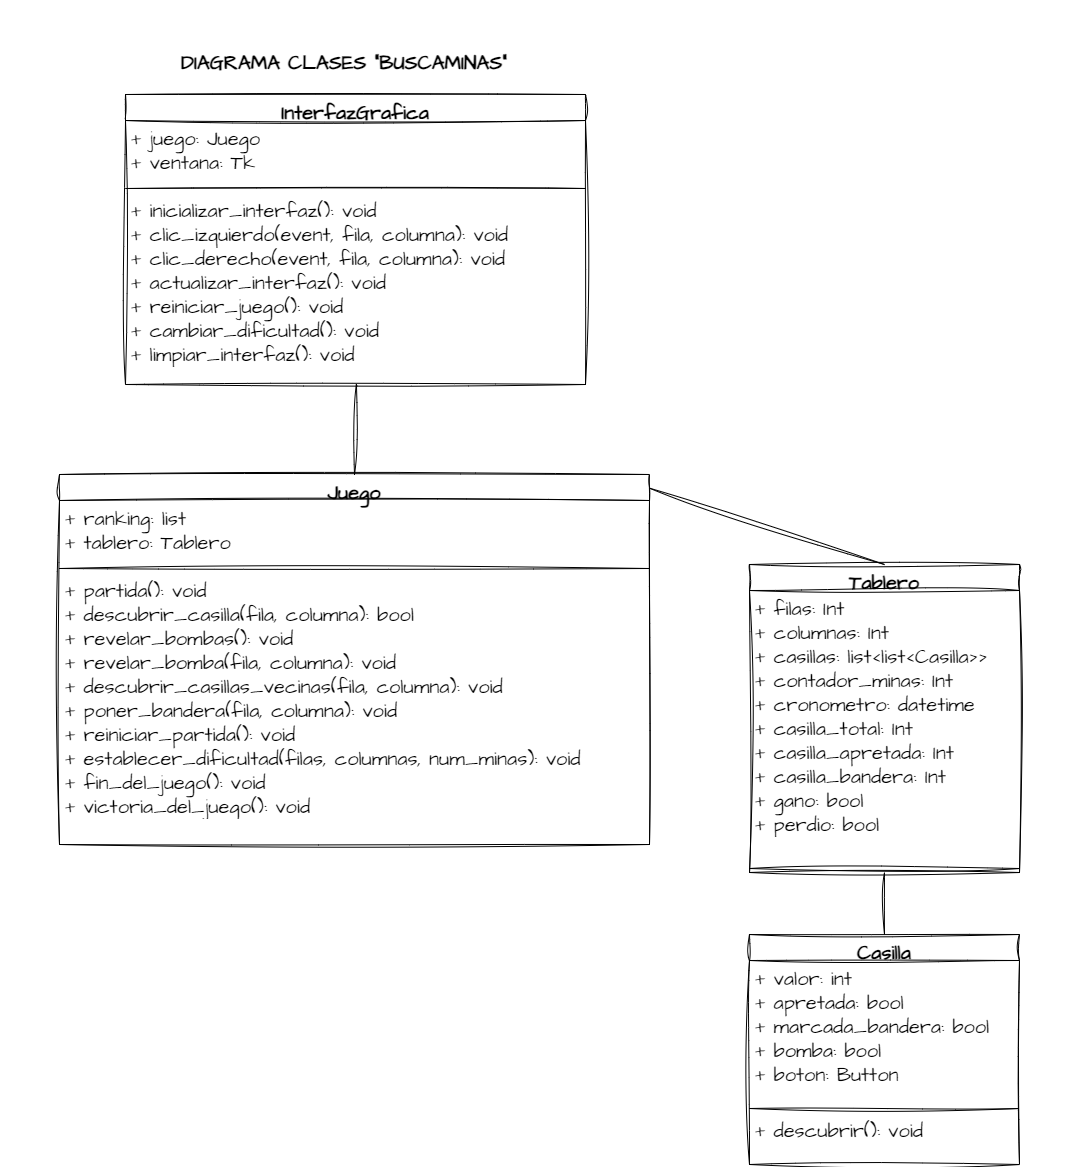 DIAGRAMA CLASES "BUSCAMINAS"
InterfazGrafica
+ juego: Juego
+ ventana: Tk
+ inicializar_interfaz(): void
+ clic_izquierdo(event, fila, columna): void
+ clic_derecho(event, fila, columna): void
+ actualizar_interfaz(): void
+ reiniciar_juego(): void
+ cambiar_dificultad(): void
+ limpiar_interfaz(): void
Juego
+ ranking: list
+ tablero: Tablero
+ partida(): void
+ descubrir_casilla(fila, columna): bool
+ revelar_bombas(): void
+ revelar_bomba(fila, columna): void
+ descubrir_casillas_vecinas(fila, columna): void
+ poner_bandera(fila, columna): void
+ reiniciar_partida(): void
+ establecer_dificultad(filas, columnas, num_minas): void
+ fin_del_juego(): void
+ victoria_del_juego(): void
Tablero
+ filas: Int
+ columnas: Int
+ casillas: list<list<Casilla>>
+ contador_minas: Int
+ cronometro: datetime
+ casilla_total: Int
+ casilla_apretada: Int
+ casilla_bandera: Int
+ gano: bool
+ perdio: bool
Casilla
+ valor: int
+ apretada: bool
+ marcada_bandera: bool
+ bomba: bool
+ boton: Button
+ descubrir(): void